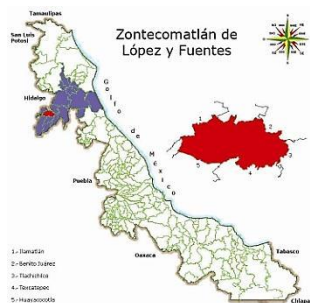 Tamaulipas
San Luis
Potosí
Zontecomatlán de
López y Fuentes
Hidalgo
Golfo de México
Puebla
Oaxaca
Tabasco
Chiapas
1
2
3
4
5
1.- Ilamatlán
2.- Benito Juárez
3.- Tlachichilco
4.- Texcatepec
5.- Huayacocotla